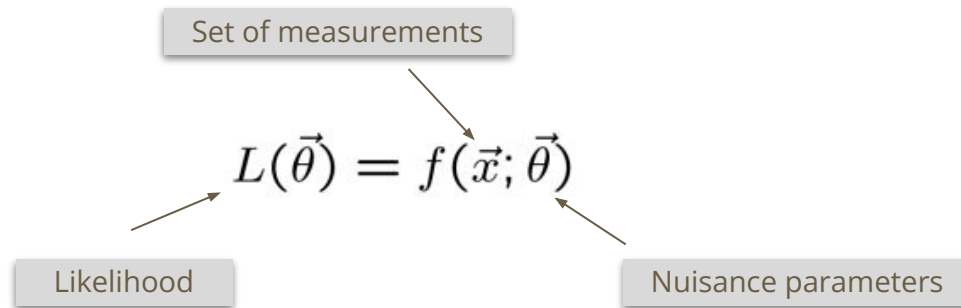 Set of measurements
L(θ⃗) = f(x⃗; θ⃗)
Likelihood
Nuisance parameters